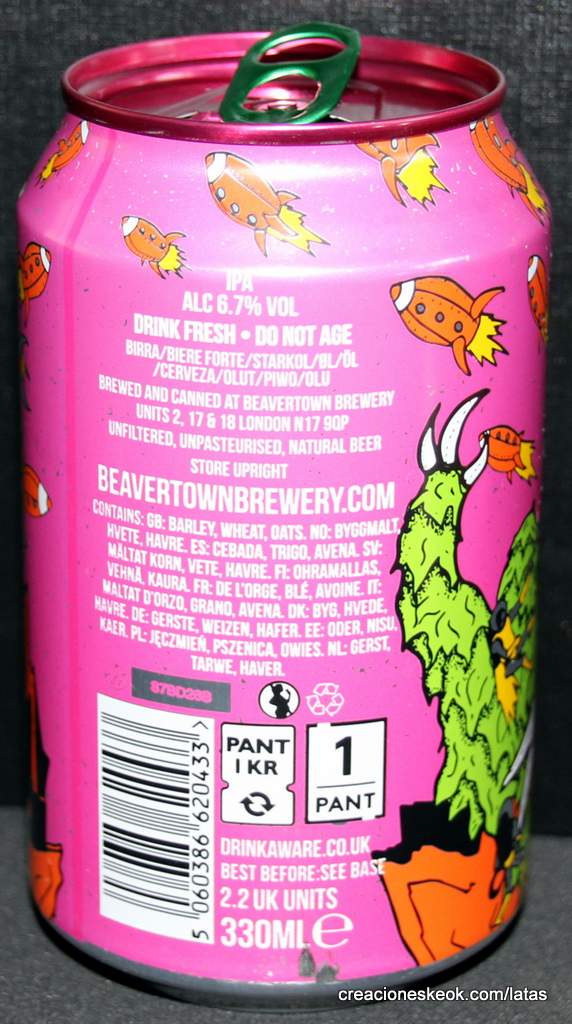 IPA
ALC 6.7% VOL
DRINK FRESH • DO NOT AGE
BIRRA/BIERE FORTE/STARKOL/ØL/ÖL
/CERVEZA/OLUT/PIWO/OLU
BREWED AND CANNED AT BEAVERTOWN BREWERY
UNITS 2, 17 & 18 LONDON N17 9QP
UNFILTERED, UNPASTEURISED, NATURAL BEER
STORE UPRIGHT
BEAVERTOWNBREWERY.COM
CONTAINS: GB: BARLEY, WHEAT, OATS. NO: BYGGMALT,
HVETE, HAVRE. ES: CEBADA, TRIGO, AVENA. SV:
MÄLTAT KORN, VETE, HAVRE. FI: OHRAMALLAS,
VEHNÄ, KAURA. FR: DE L'ORGE, BLÉ, AVOINE. IT:
MALTAT D'ORZO, GRANO, AVENA. DK: BYG, HVEDE,
HAVRE. DE: GERSTE, WEIZEN, HAFER. EE: ODER, NISU,
KAER. PL: JĘCZMIEŃ, PSZENICA, OWIES. NL: GERST,
TARWE, HAVER.
PANT
1 KR
1
PANT
5 060386 620433 >
DRINKAWARE.CO.UK
BEST BEFORE:SEE BASE
2.2 UK UNITS
330ML e
creacioneskeok.com/latas